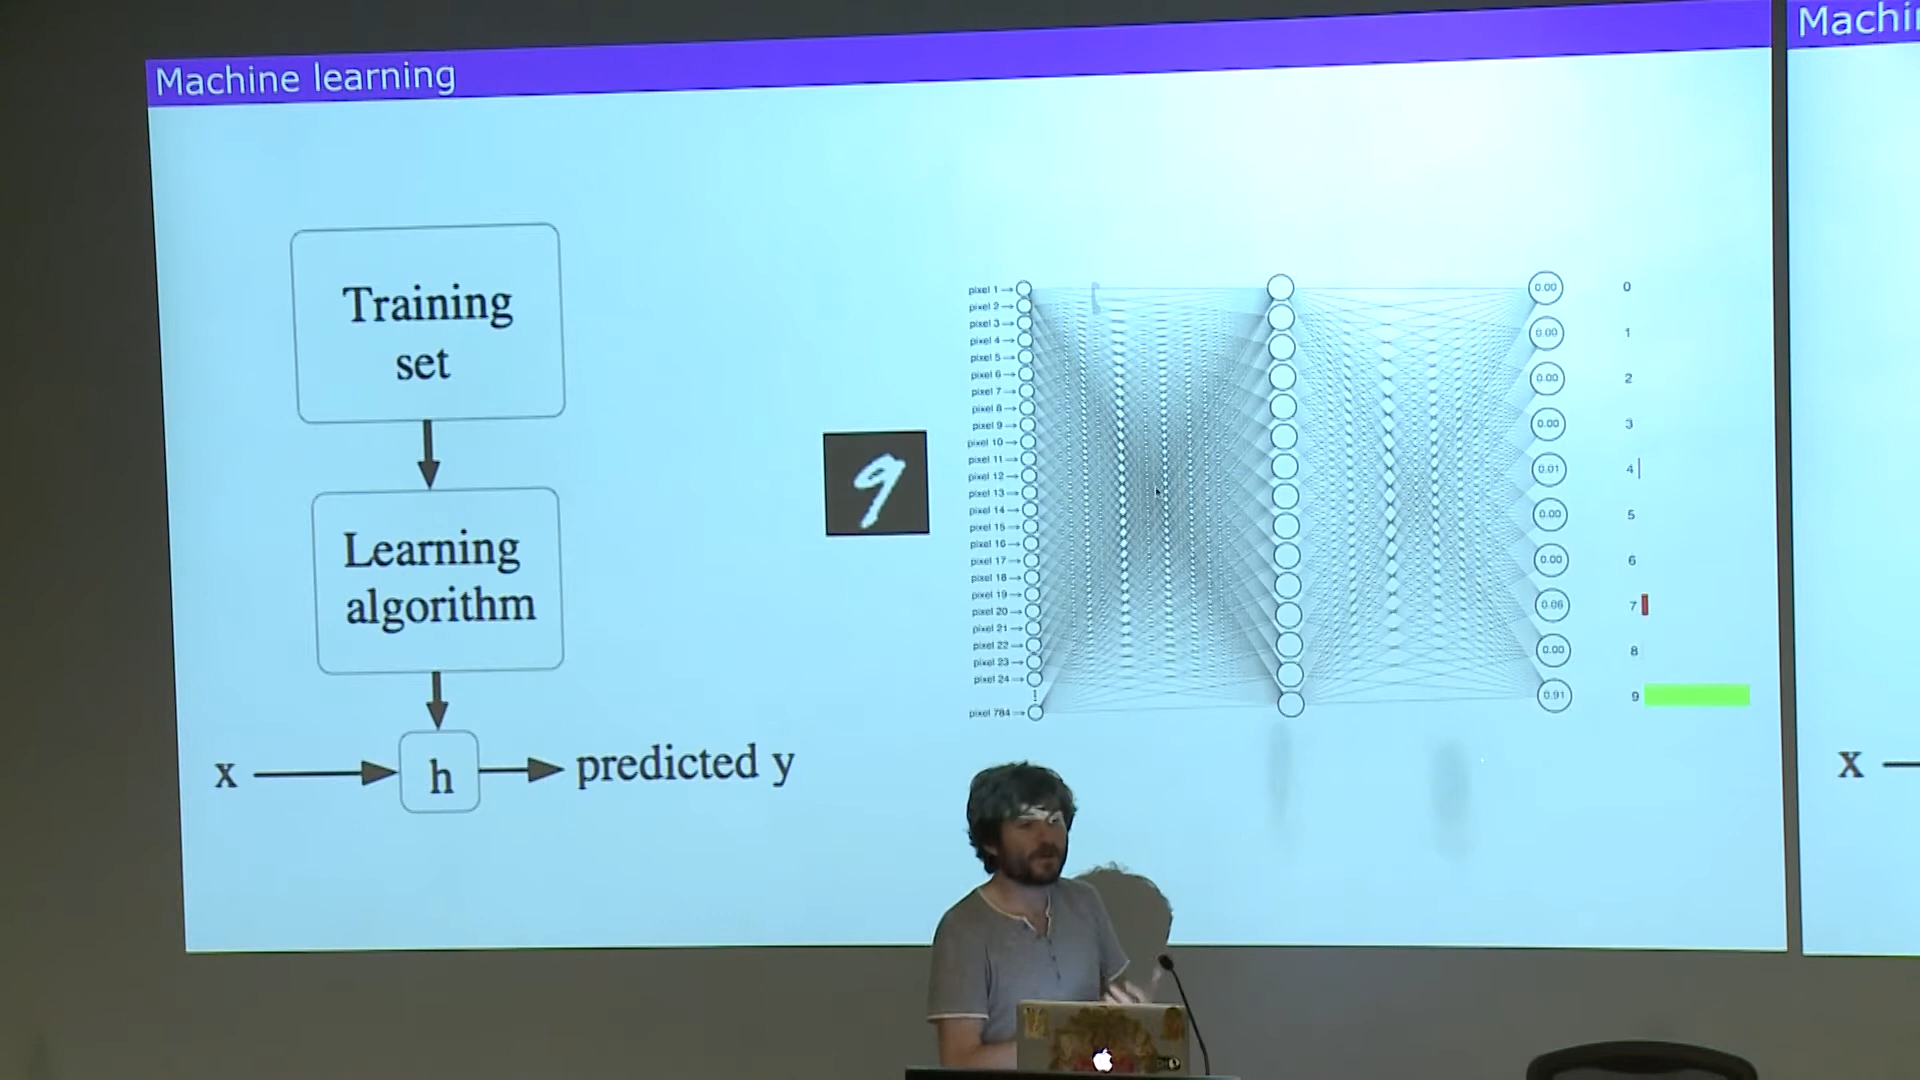 Machine learning
Machi
Training
set
Learning
algorithm
x
h
predicted y
9
pixel 1
pixel 2
pixel 3
pixel 4
pixel 5
pixel 6
pixel 7
pixel 8
pixel 9
pixel 10
pixel 11
pixel 12
pixel 13
pixel 14
pixel 15
pixel 16
pixel 17
pixel 18
pixel 19
pixel 20
pixel 21
pixel 22
pixel 23
pixel 24
pixel 784
0.00 0
0.00 1
0.00 2
0.00 3
0.01 4
0.00 5
0.00 6
0.06 7
0.00 8
0.91 9
x